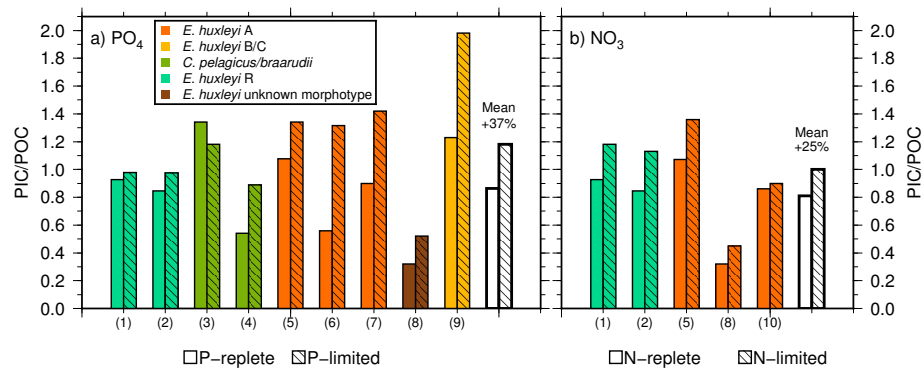 a) PO4
E. huxleyi A
E. huxleyi B/C
C. pelagicus/braarudii
E. huxleyi R
E. huxleyi unknown morphotype
Mean
+37%
PIC/POC
2.0
1.8
1.6
1.4
1.2
1.0
0.8
0.6
0.4
0.2
0.0
(1) (2) (3) (4) (5) (6) (7) (8) (9)
P−replete P−limited
b) NO3
Mean
+25%
2.0
1.8
1.6
1.4
1.2
1.0
0.8
0.6
0.4
0.2
0.0
PIC/POC
(1) (2) (5) (8) (10)
N−replete N−limited